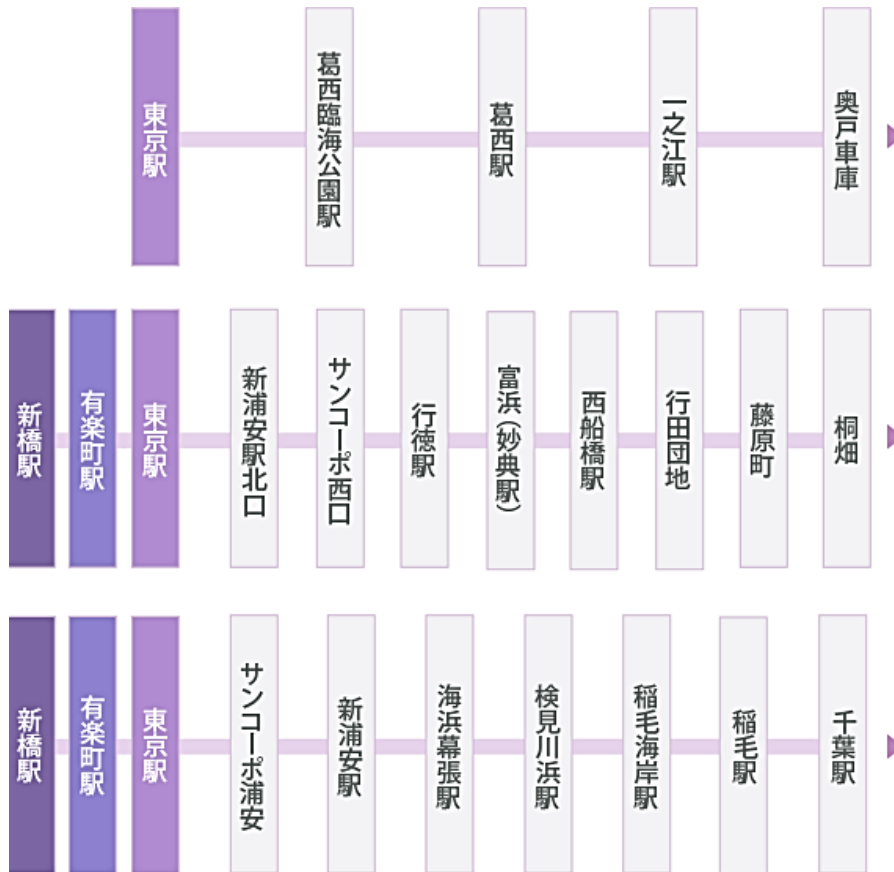 東京駅
葛西臨海公園駅
葛西駅
一之江駅
奥戸車庫
新橋駅
有楽町駅
東京駅
新浦安駅北口
サンコーポ西口
行徳駅
富浜(妙典駅)
西船橋駅
行田団地
藤原町
桐畑
新橋駅
有楽町駅
東京駅
サンコーポ浦安
新浦安駅
海浜幕張駅
検見川浜駅
稲毛海岸駅
稲毛駅
千葉駅